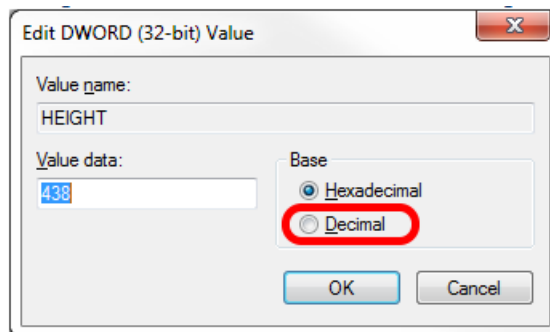 Edit DWORD (32-bit) Value
Value name:
HEIGHT
Value data:
438
Base
Hexadecimal
Decimal
OK
Cancel